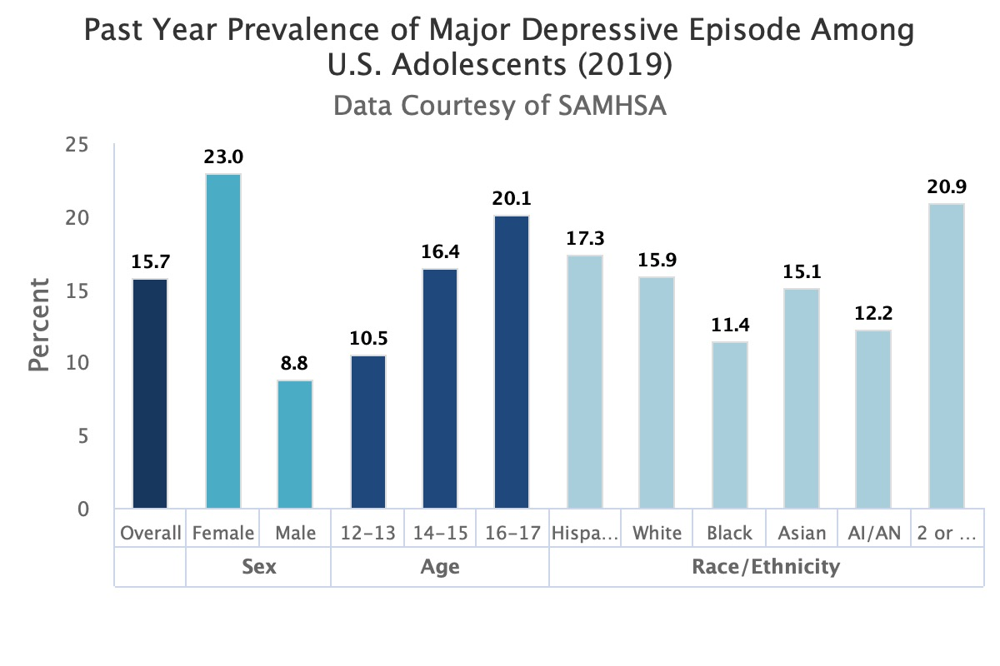 Past Year Prevalence of Major Depressive Episode Among
U.S. Adolescents (2019)
Data Courtesy of SAMHSA
Percent
25
20
15
10
5
0
15.7
23.0
8.8
10.5
16.4
20.1
17.3
15.9
11.4
15.1
12.2
20.9
Overall
Female
Male
12–13
14–15
16–17
Hispa...
White
Black
Asian
AI/AN
2 or ...
Sex
Age
Race/Ethnicity